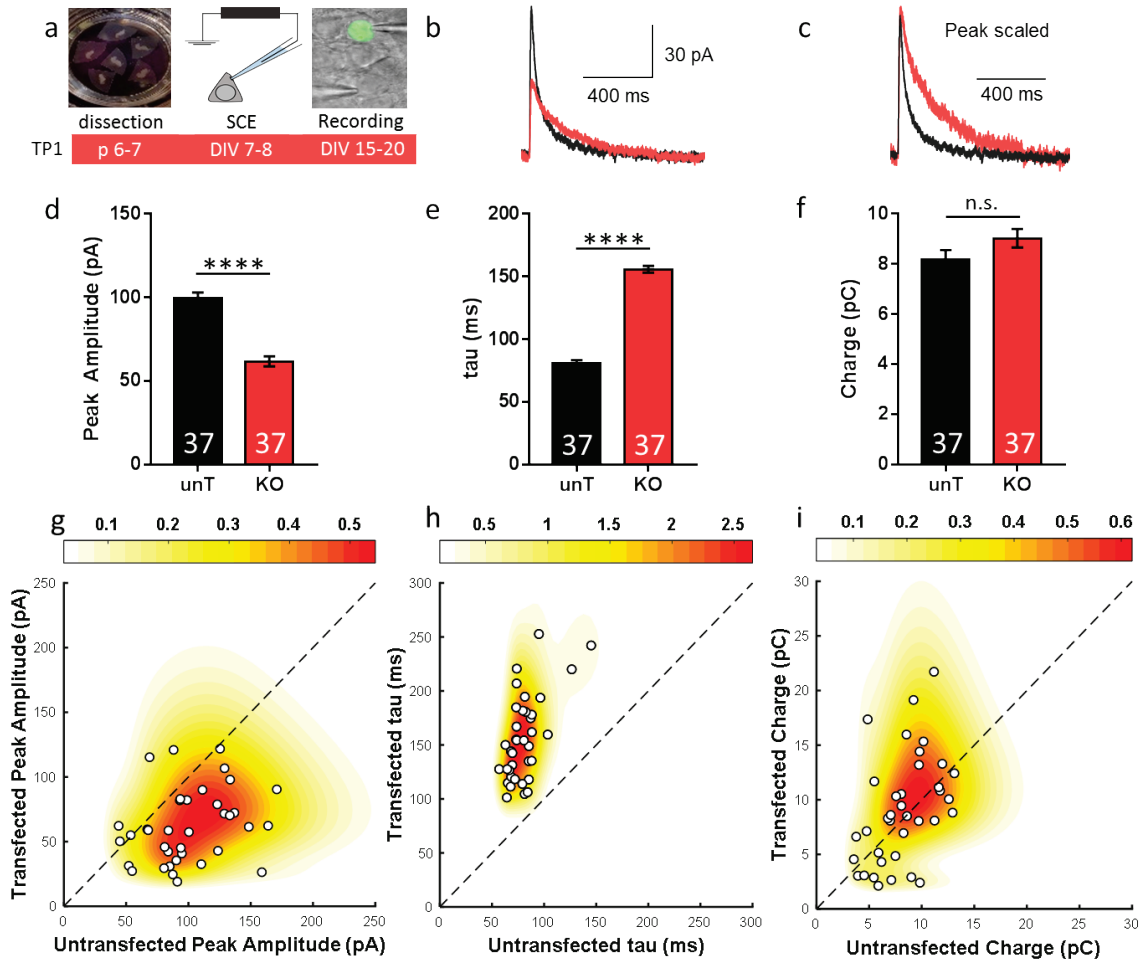 a
dissection
SCE
Recording
TP1
p 6-7
DIV 7-8
DIV 15-20
b
30 pA
400 ms
c
Peak scaled
400 ms
d
Peak Amplitude (pA)
150
100
50
0
****
37
37
unT
KO
e
tau (ms)
200
150
100
50
0
****
37
37
unT
KO
f
Charge (pC)
10
8
6
4
2
0
n.s.
37
37
unT
KO
g
0.1 0.2 0.3 0.4 0.5
Transfected Peak Amplitude (pA)
250
200
150
100
50
0
0 50 100 150 200 250
Untransfected Peak Amplitude (pA)
h
0.5 1 2 2.5
Transfected tau (ms)
300
250
200
150
100
50
0
0 50 100 150 200 250 300
Untransfected tau (ms)
i
0.1 0.2 0.3 0.4 0.5 0.6
Transfected Charge (pC)
30
25
20
15
10
5
0
0 5 10 15 20 25 30
Untransfected Charge (pC)